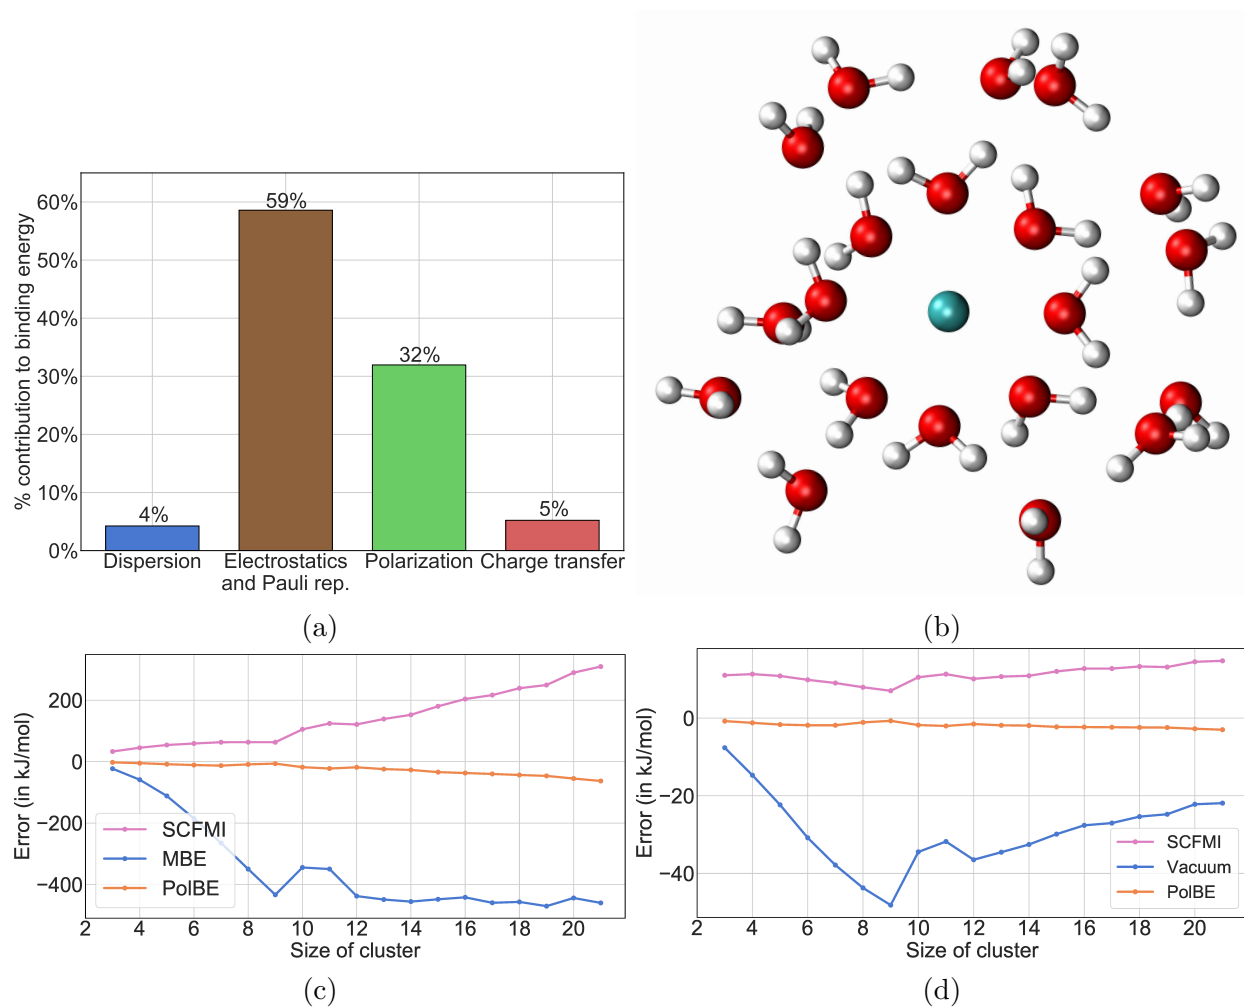 % contribution to binding energy
60%
50%
40%
30%
20%
10%
0%
4%
59%
32%
5%
Dispersion
Electrostatics
and Pauli rep.
Polarization
Charge transfer
(a)
(b)
Error (in kJ/mol)
200
0
−200
−400
SCFMI
MBE
PolBE
2 4 6 8 10 12 14 16 18 20
Size of cluster
(c)
Error (in kJ/mol)
0
−20
−40
SCFMI
Vacuum
PolBE
2 4 6 8 10 12 14 16 18 20
Size of cluster
(d)